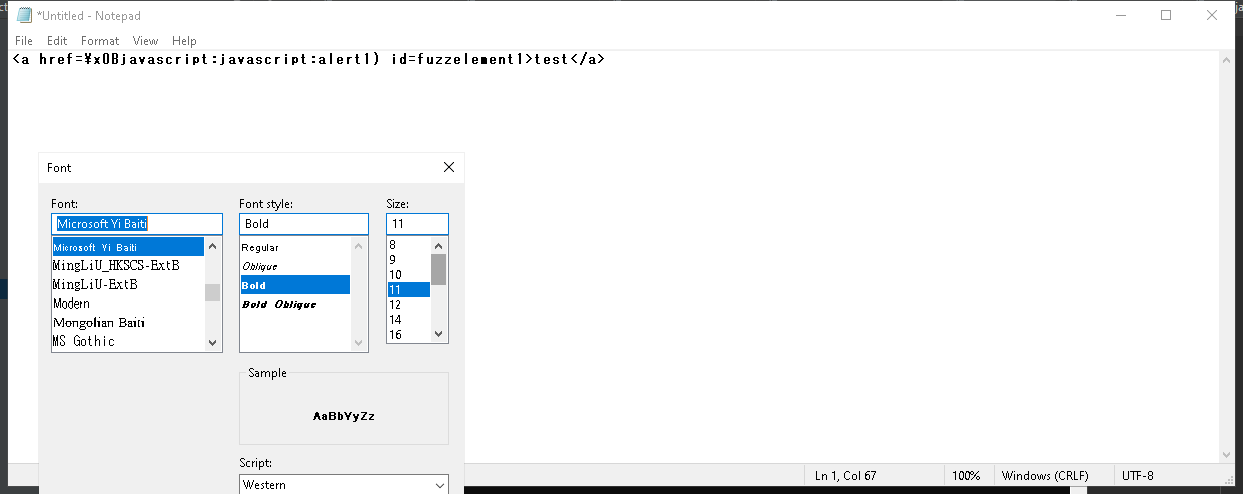 *Untitled - Notepad
File Edit Format View Help
<a href=¥x0Bjavascript:javascript:alert1) id=fuzzelement1>test</a>
Font
Font: Font style: Size:
Microsoft Yi Baiti Bold 11
Microsoft Yi Baiti
MingLiU_HKSCS-ExtB
MingLiU-ExtB
Modern
Mongolian Baiti
MS Gothic
Regular
Oblique
Bold
Bold Oblique
8
9
10
11
12
14
16
Sample
AaBbYyZz
Script:
Western
Ln 1, Col 67 100% Windows (CRLF) UTF-8